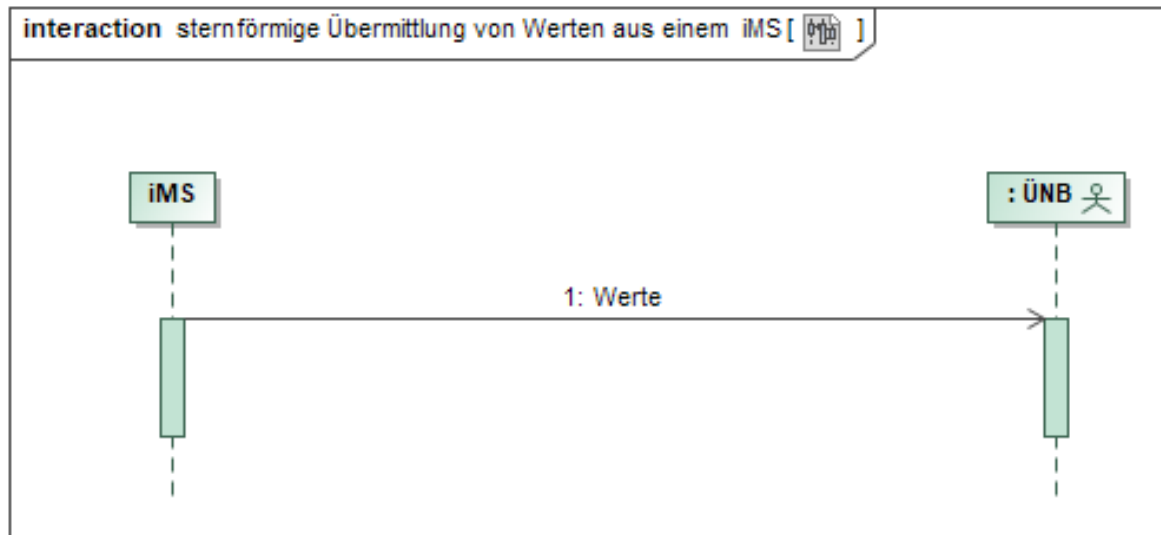 interaction sternförmige Übermittlung von Werten aus einem iMS [ ]
iMS
: ÜNB
1: Werte